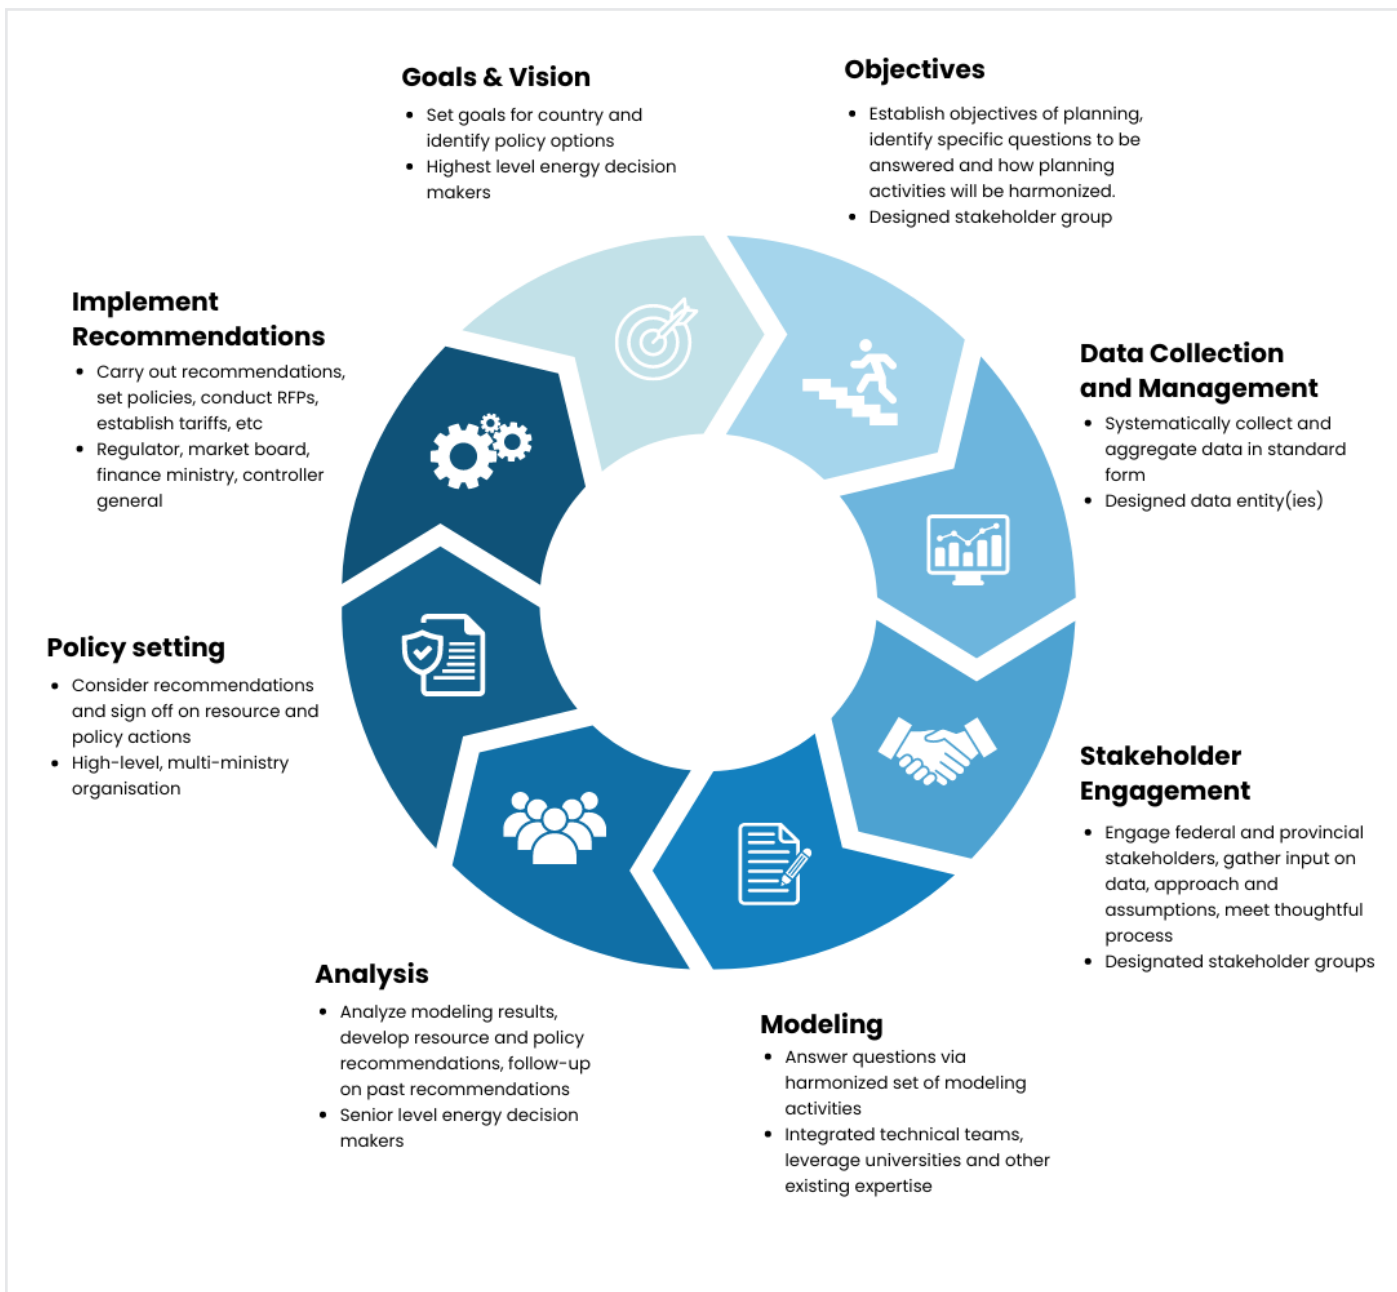 Goals & Vision
• Set goals for country and
identify policy options
• Highest level energy decision
makers
Objectives
• Establish objectives of planning,
identify specific questions to be
answered and how planning
activities will be harmonized.
• Designed stakeholder group
Data Collection
and Management
• Systematically collect and
aggregate data in standard
form
• Designed data entity(ies)
Stakeholder
Engagement
• Engage federal and provincial
stakeholders, gather input on
data, approach and
assumptions, meet thoughtful
process
• Designated stakeholder groups
Modeling
• Answer questions via
harmonized set of modeling
activities
• Integrated technical teams,
leverage universities and other
existing expertise
Analysis
• Analyze modeling results,
develop resource and policy
recommendations, follow-up
on past recommendations
• Senior level energy decision
makers
Policy setting
• Consider recommendations
and sign off on resource and
policy actions
• High-level, multi-ministry
organisation
Implement
Recommendations
• Carry out recommendations,
set policies, conduct RFPs,
establish tariffs, etc
• Regulator, market board,
finance ministry, controller
general